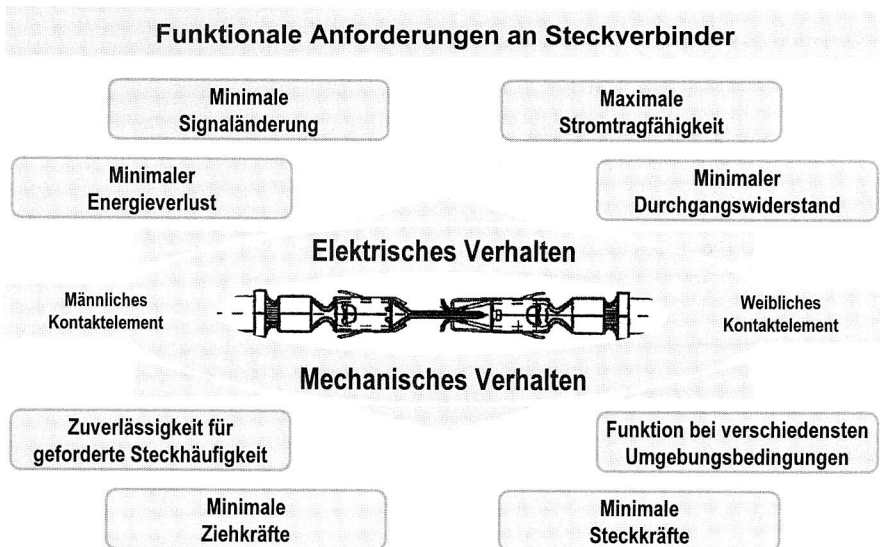 Funktionale Anforderungen an Steckverbinder
Minimale
Signaländerung
Maximale
Stromtragfähigkeit
Minimaler
Energieverlust
Minimaler
Durchgangswiderstand
Elektrisches Verhalten
Männliches
Kontaktelement
Weibliches
Kontaktelement
Mechanisches Verhalten
Zuverlässigkeit für
geforderte Steckhäufigkeit
Funktion bei verschiedensten
Umgebungsbedingungen
Minimale
Ziehkräfte
Minimale
Steckkräfte